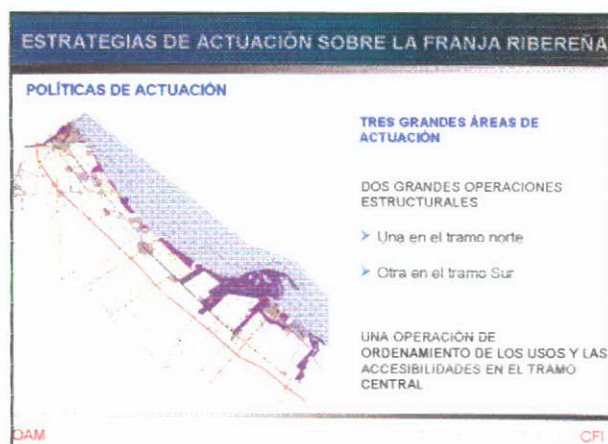 ESTRATEGIAS DE ACTUACIÓN SOBRE LA FRANJA RIBEREÑA
POLÍTICAS DE ACTUACIÓN
TRES GRANDES ÁREAS DE
ACTUACIÓN
DOS GRANDES OPERACIONES
ESTRUCTURALES
➢ Una en el tramo norte
➢ Otra en el tramo Sur
UNA OPERACIÓN DE
ORDENAMIENTO DE LOS USOS Y LAS
ACCESIBILIDADES EN EL TRAMO
CENTRAL
OAM
CFI